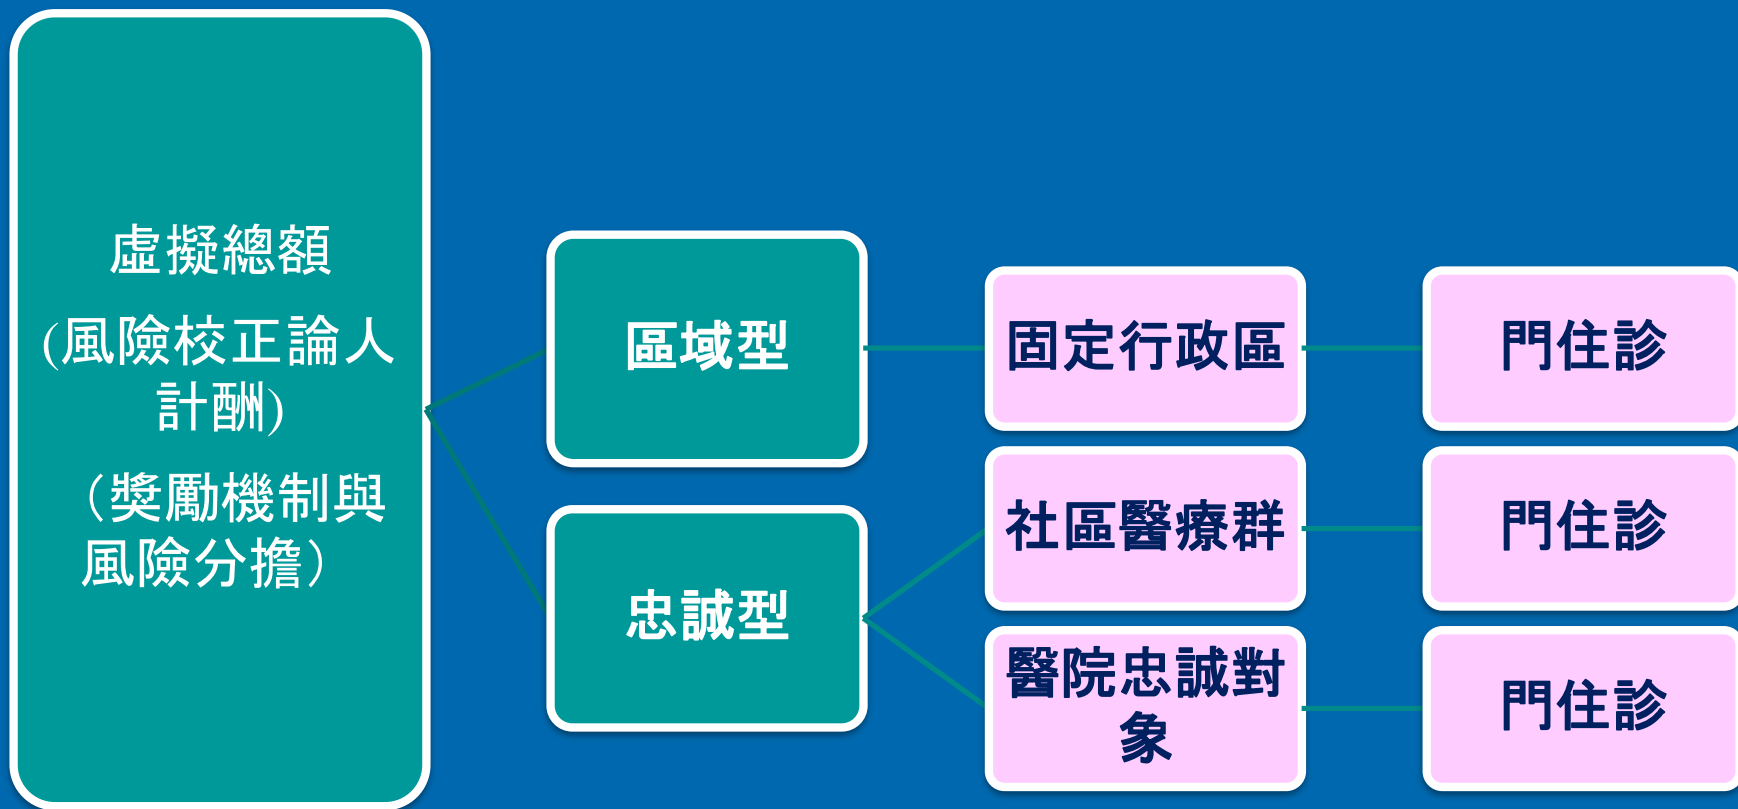 虛擬總額
(風險校正論人
計酬)
（獎勵機制與
風險分擔）
區域型
忠誠型
固定行政區
社區醫療群
醫院忠誠對
象
門住診
門住診
門住診